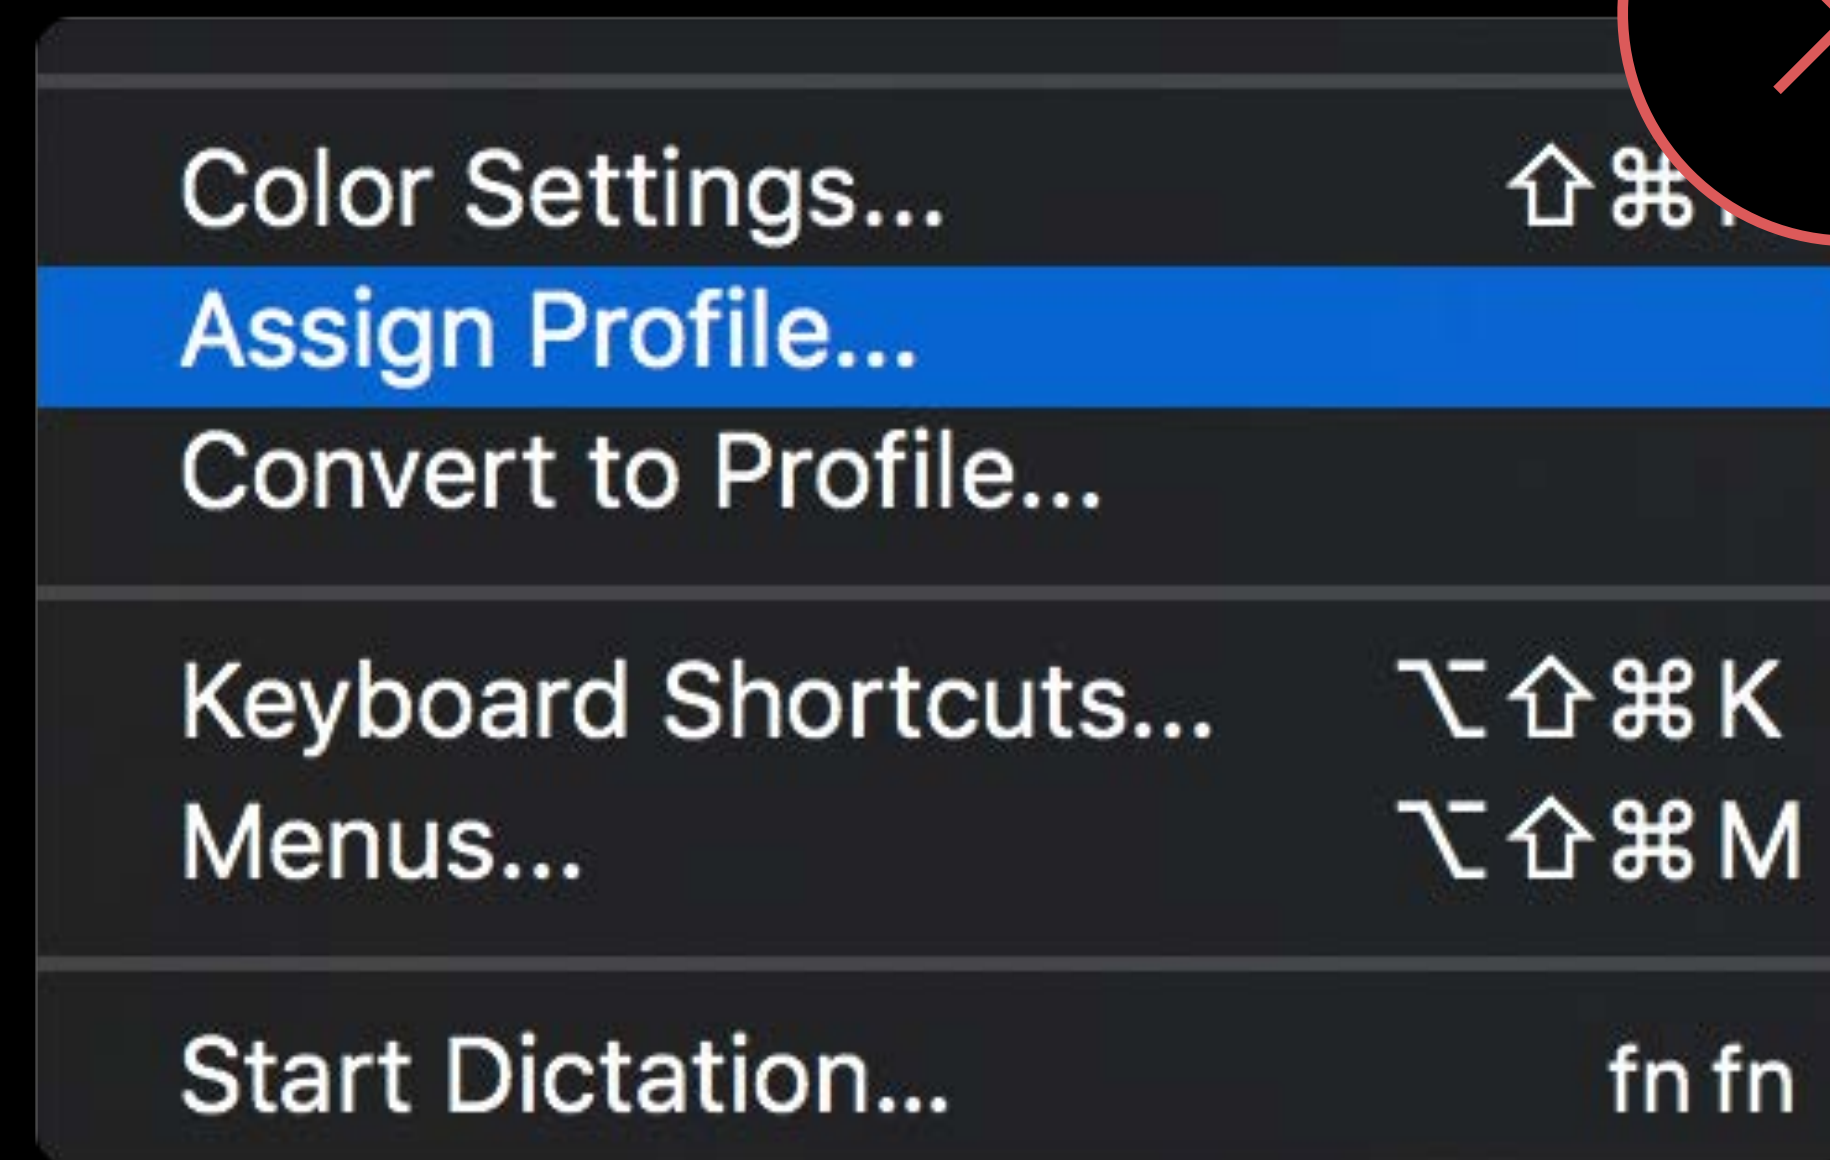 Color Settings... ⇧⌘
Assign Profile...
Convert to Profile...
Keyboard Shortcuts... ⌥⇧⌘K
Menus... ⌥⇧⌘M
Start Dictation... fn fn